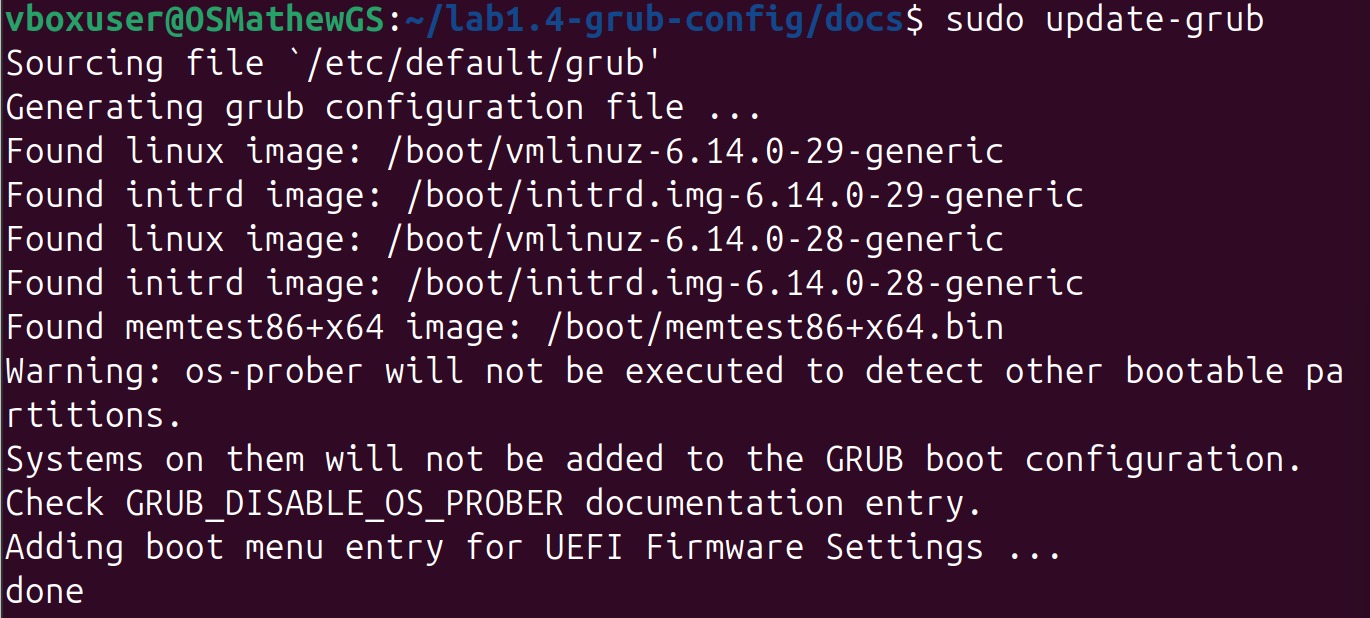 vboxuser@OSMathewGS:~/lab1.4-grub-config/docs$ sudo update-grub
Sourcing file `/etc/default/grub'
Generating grub configuration file ...
Found linux image: /boot/vmlinuz-6.14.0-29-generic
Found initrd image: /boot/initrd.img-6.14.0-29-generic
Found linux image: /boot/vmlinuz-6.14.0-28-generic
Found initrd image: /boot/initrd.img-6.14.0-28-generic
Found memtest86+x64 image: /boot/memtest86+x64.bin
Warning: os-prober will not be executed to detect other bootable pa
rtitions.
Systems on them will not be added to the GRUB boot configuration.
Check GRUB_DISABLE_OS_PROBER documentation entry.
Adding boot menu entry for UEFI Firmware Settings ...
done